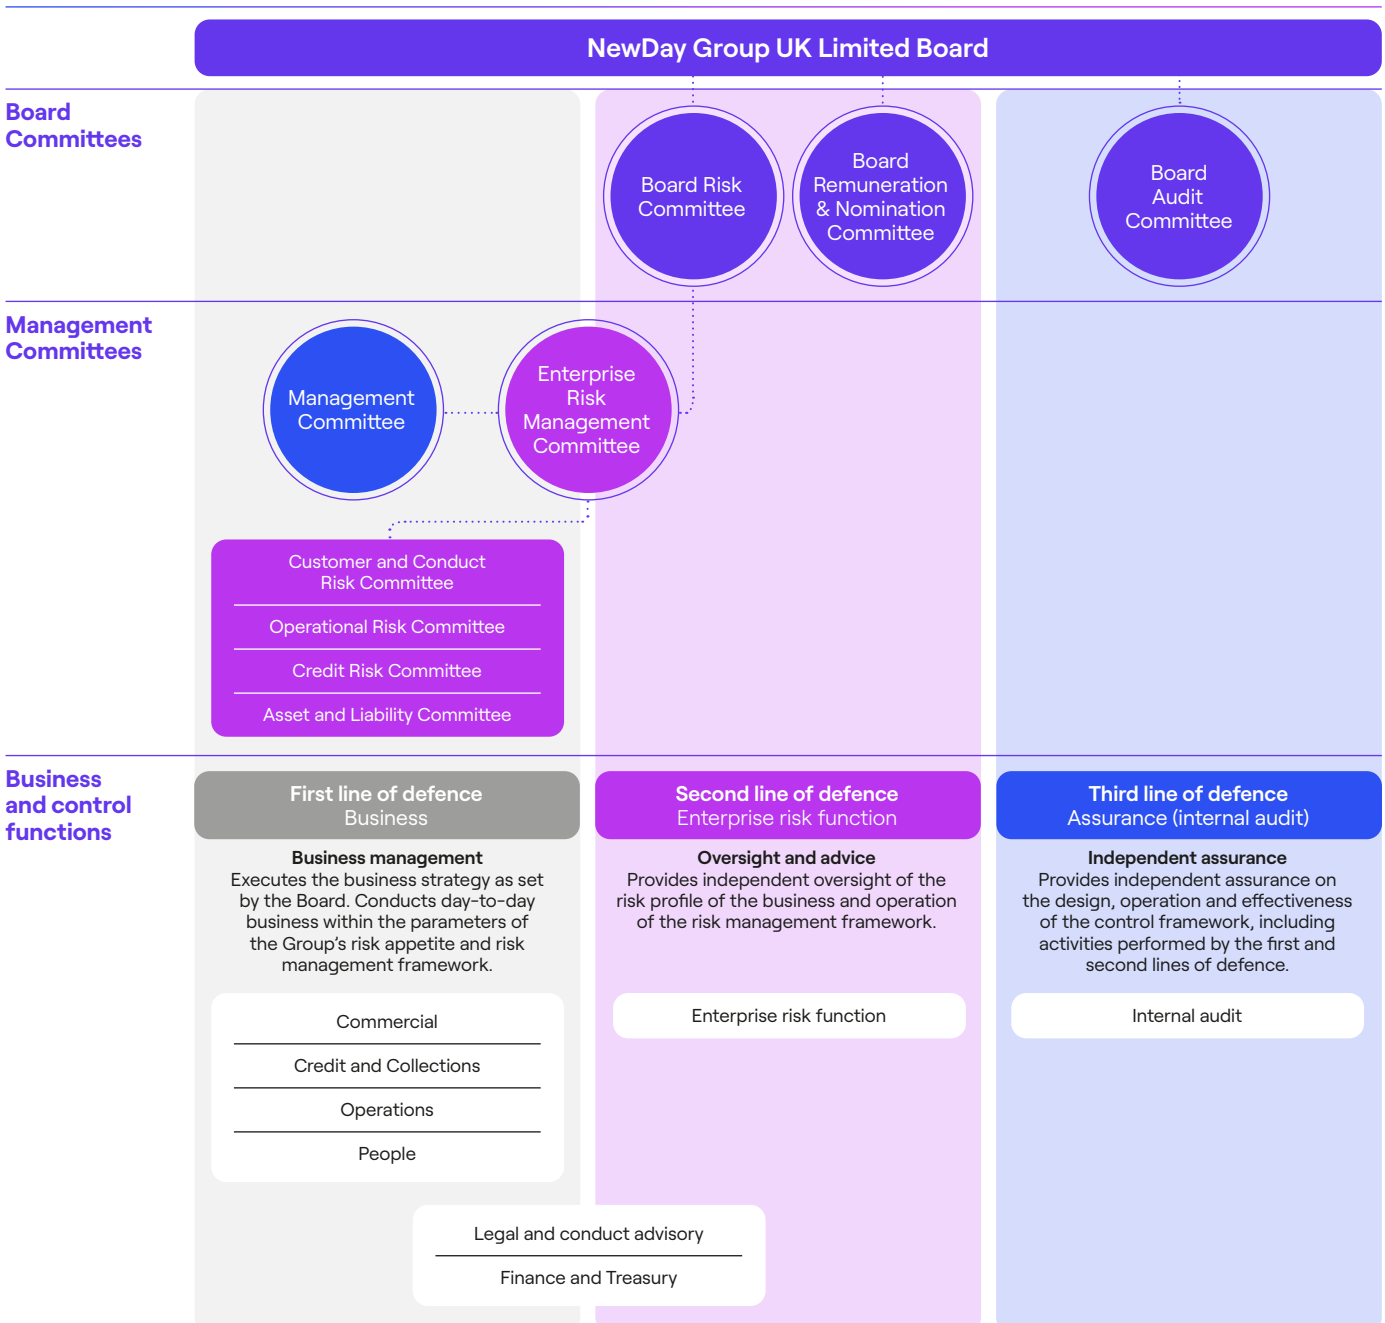 NewDay Group UK Limited Board
Board
Committees
Board Risk
Committee
Board
Remuneration
& Nomination
Committee
Board
Audit
Committee
Management
Committees
Management
Committee
Enterprise
Risk
Management
Committee
Customer and Conduct
Risk Committee
Operational Risk Committee
Credit Risk Committee
Asset and Liability Committee
Business
and control
functions
First line of defence
Business
Business management
Executes the business strategy as set
by the Board. Conducts day-to-day
business within the parameters of
the Group’s risk appetite and risk
management framework.
Commercial
Credit and Collections
Operations
People
Second line of defence
Enterprise risk function
Oversight and advice
Provides independent oversight of the
risk profile of the business and operation
of the risk management framework.
Enterprise risk function
Third line of defence
Assurance (internal audit)
Independent assurance
Provides independent assurance on
the design, operation and effectiveness
of the control framework, including
activities performed by the first and
second lines of defence.
Internal audit
Legal and conduct advisory
Finance and Treasury